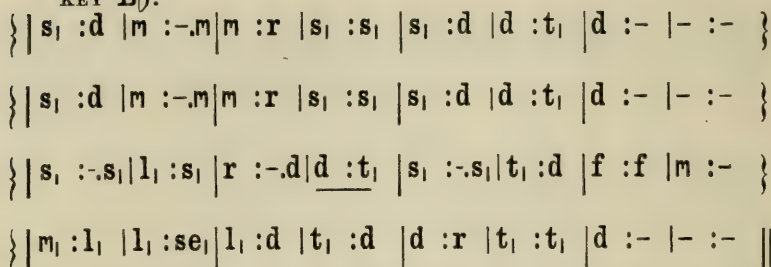 KEY E♭.
}| s₁ :d |m :-.m|m :r |s₁ :s₁ |s₁ :d |d :t₁ |d :- |- :- }
}| s₁ :d |m :-.m|m :r |s₁ :s₁ |s₁ :d |d :t₁ |d :- |- :- }
}| s₁ :-.s₁|l₁ :s₁ |r :-.d|d :t₁ |s₁ :-.s₁|t₁ :d |f :f |m :- }
}| m₁ :l₁ |l₁ :se₁|l₁ :d |t₁ :d |d :r |t₁ :t₁ |d :- |- :- ||